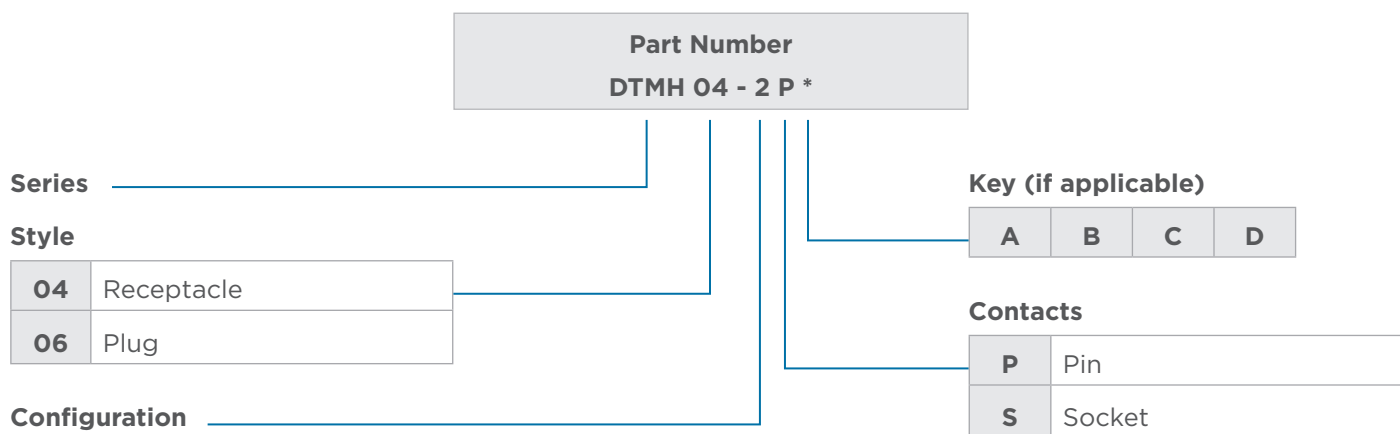 Part Number
DTMH 04 - 2 P *
Series
Style
04 Receptacle
06 Plug
Configuration
Key (if applicable)
A B C D
Contacts
P Pin
S Socket